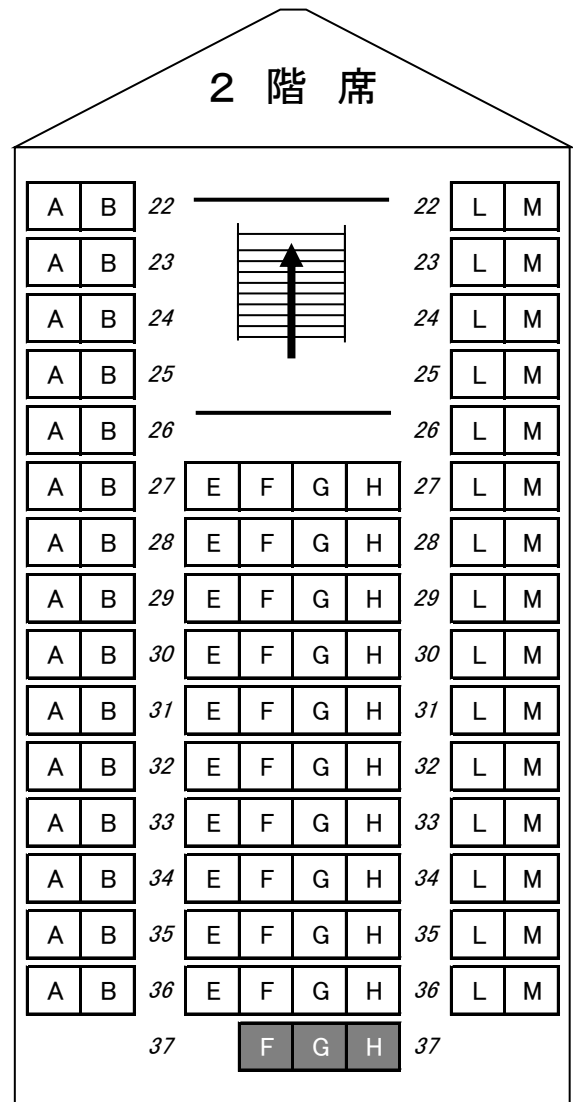 ２ 階 席
A B 22 22 L M
A B 23 23 L M
A B 24 24 L M
A B 25 25 L M
A B 26 26 L M
A B 27 E F G H 27 L M
A B 28 E F G H 28 L M
A B 29 E F G H 29 L M
A B 30 E F G H 30 L M
A B 31 E F G H 31 L M
A B 32 E F G H 32 L M
A B 33 E F G H 33 L M
A B 34 E F G H 34 L M
A B 35 E F G H 35 L M
A B 36 E F G H 36 L M
37 F G H 37